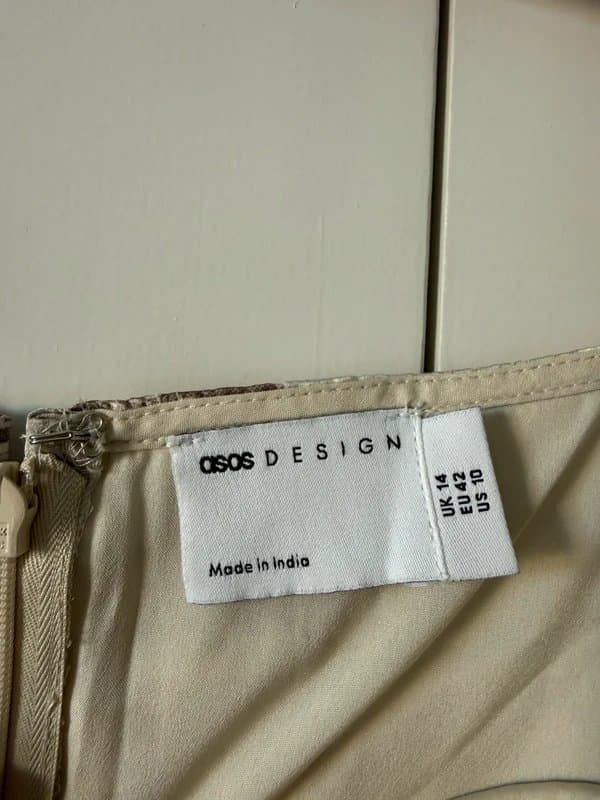 asos DESIGN
Made in India
UK 14
EU 42
US 10